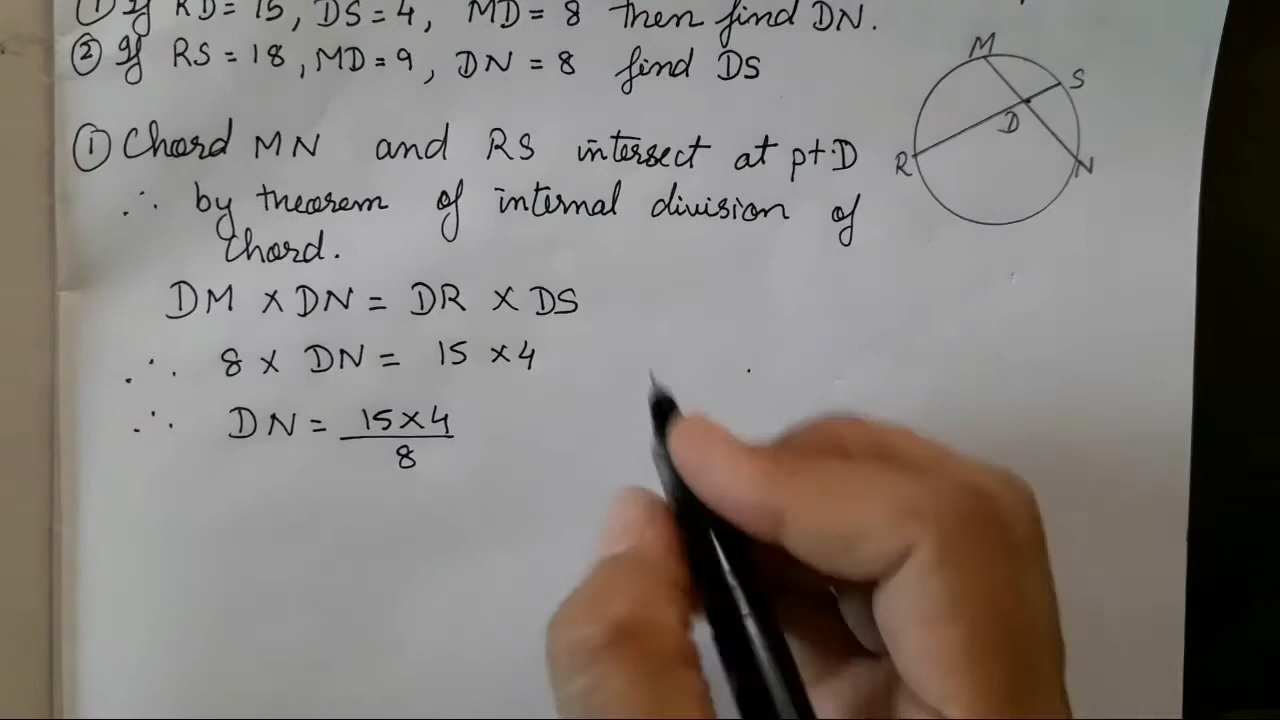 ① If RD = 15, DS = 4, MD = 8 then find DN.
② If RS = 18, MD = 9, DN = 8 find DS
M
S
D
R
N
① Chord MN and RS intersect at pt. D
∴ by theorem of internal division of
Chord.
DM × DN = DR × DS
∴ 8 × DN = 15 × 4
∴ DN = 15×4
8